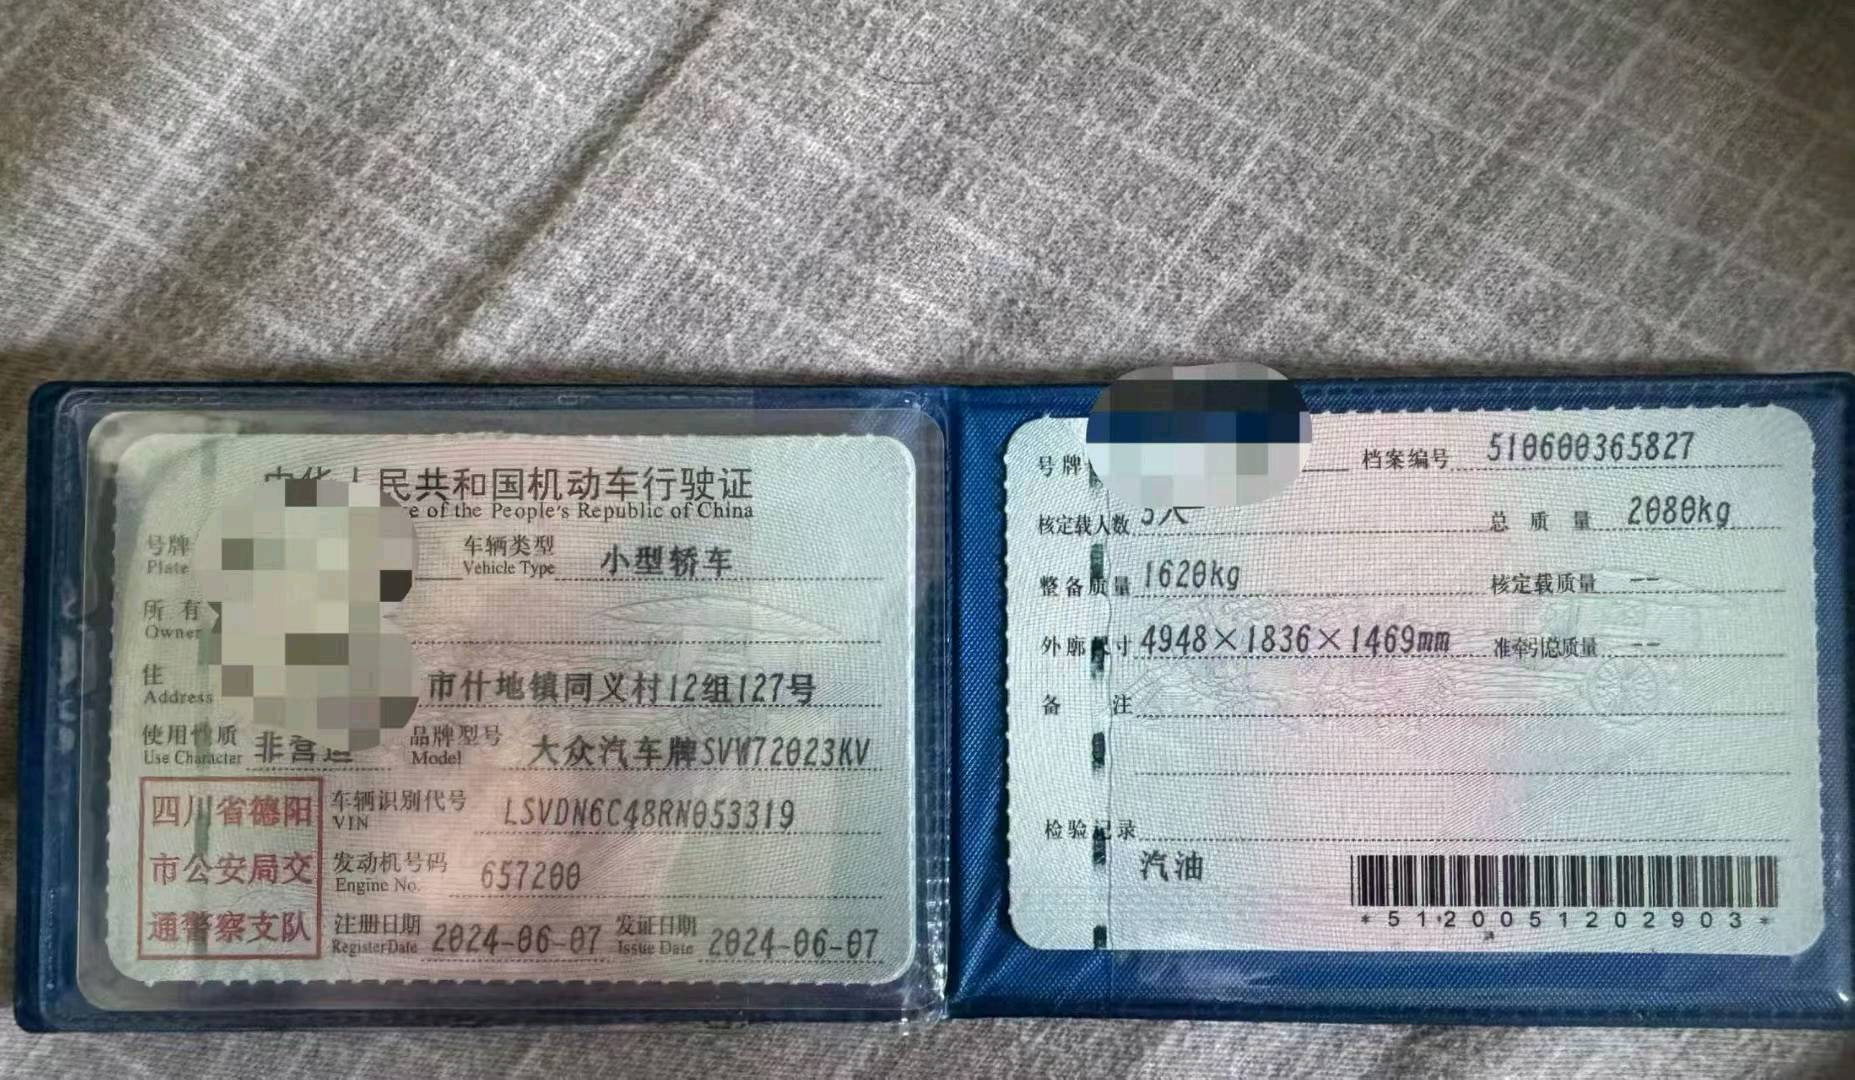 人民共和国机动车行驶证
of the People's Republic of China
号牌
Plate
车辆类型 小型轿车
Vehicle Type
所有
Owner
住
Address
市什地镇同义村12组127号
使用性质 非营运
Use Character
品牌型号 大众汽车牌SVW72023KV
Model
四川省德阳
市公安局交
通警察支队
车辆识别代号 LSVDN6C48RN053319
VIN
发动机号码 657200
Engine No.
注册日期 2024-06-07
Register Date
发证日期 2024-06-07
Issue Date
号牌
档案编号 510600365827
核定载人数 5人
总质量 2080kg
整备质量 1620kg
核定载质量 --
外廓尺寸 4948×1836×1469mm
准牵引总质量 --
备注
检验记录
汽油
*5120051202903*